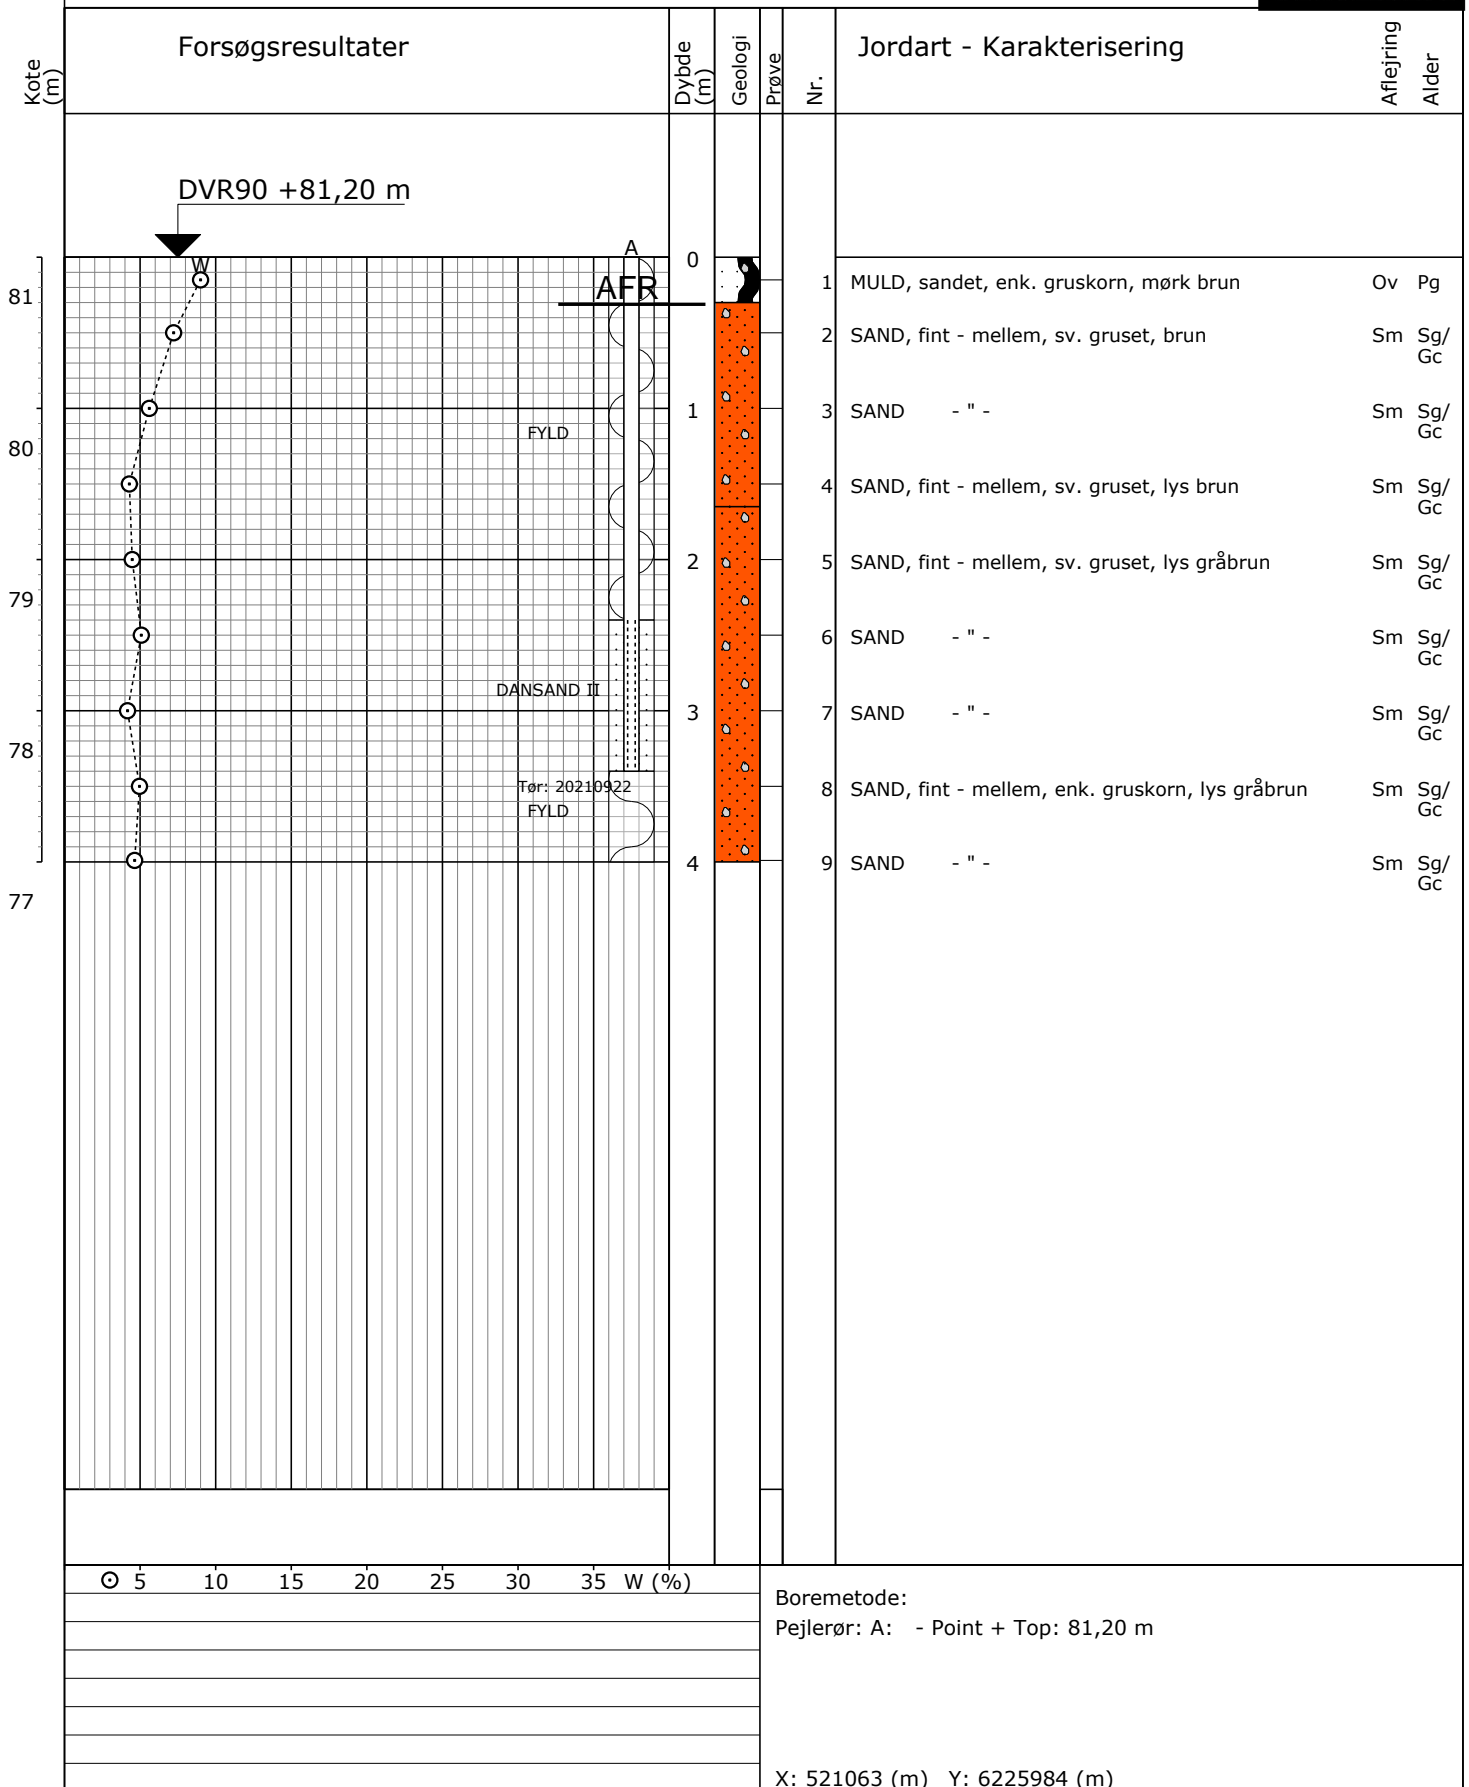 Forsøgsresultater
Jordart - Karakterisering
Kote
(m)
Dybde
(m)
Geologi
Prøve
Nr.
Aflejring
Alder
DVR90 +81,20 m
A
W
0
AFR
81
1 MULD, sandet, enk. gruskorn, mørk brun Ov Pg
2 SAND, fint - mellem, sv. gruset, brun Sm Sg/
Gc
1
3 SAND - " - Sm Sg/
Gc
FYLD
80
4 SAND, fint - mellem, sv. gruset, lys brun Sm Sg/
Gc
2
5 SAND, fint - mellem, sv. gruset, lys gråbrun Sm Sg/
Gc
79
6 SAND - " - Sm Sg/
Gc
DANSAND II
3
7 SAND - " - Sm Sg/
Gc
78
Tør: 20210922
8 SAND, fint - mellem, enk. gruskorn, lys gråbrun Sm Sg/
Gc
FYLD
4
9 SAND - " - Sm Sg/
Gc
77
5 10 15 20 25 30 35 W (%)
Boremetode:
Pejlerør: A: - Point + Top: 81,20 m
X: 521063 (m) Y: 6225984 (m)